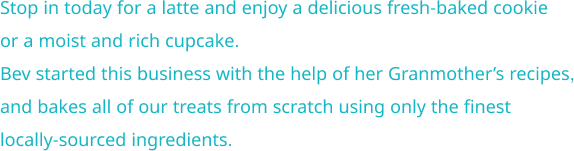 Stop in today for a latte and enjoy a delicious fresh-baked cookie
or a moist and rich cupcake.
Bev started this business with the help of her Granmother’s recipes,
and bakes all of our treats from scratch using only the finest
locally-sourced ingredients.